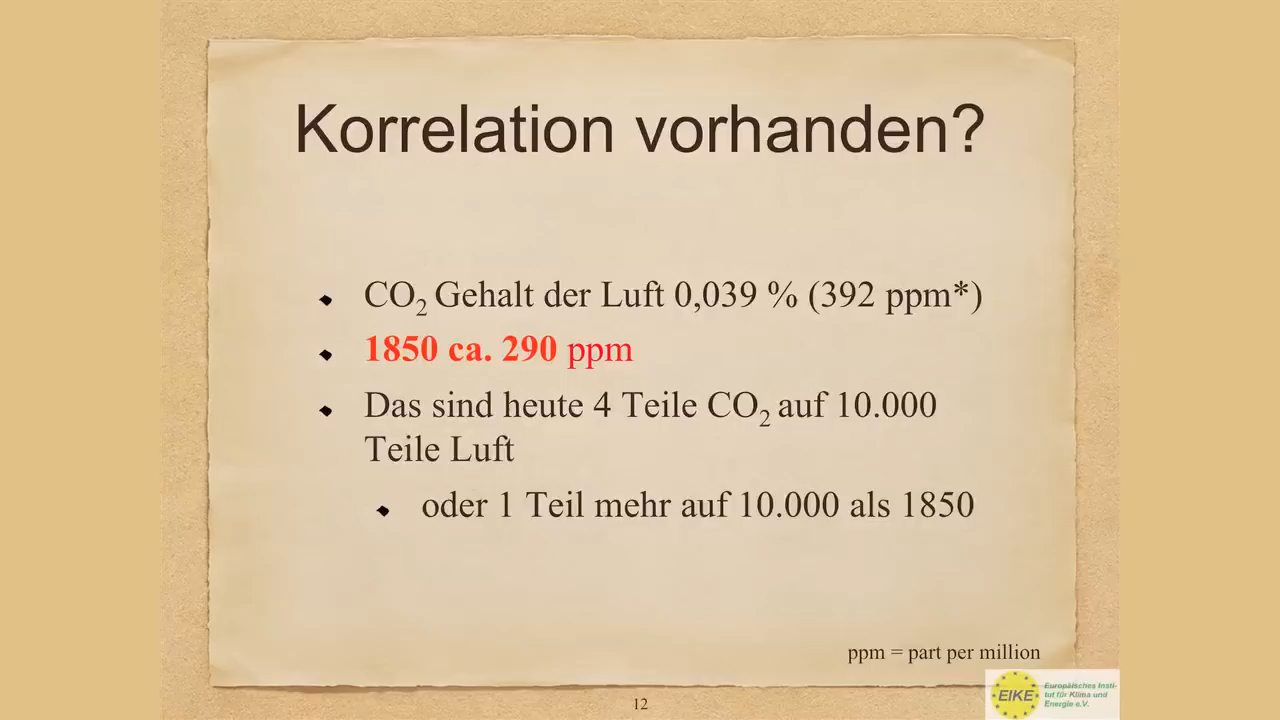 Korrelation vorhanden?
CO₂ Gehalt der Luft 0,039 % (392 ppm*)
1850 ca. 290 ppm
Das sind heute 4 Teile CO₂ auf 10.000
Teile Luft
oder 1 Teil mehr auf 10.000 als 1850
ppm = part per million
12
EIKE
Europäisches Insti-
tut für Klima und
Energie e.V.